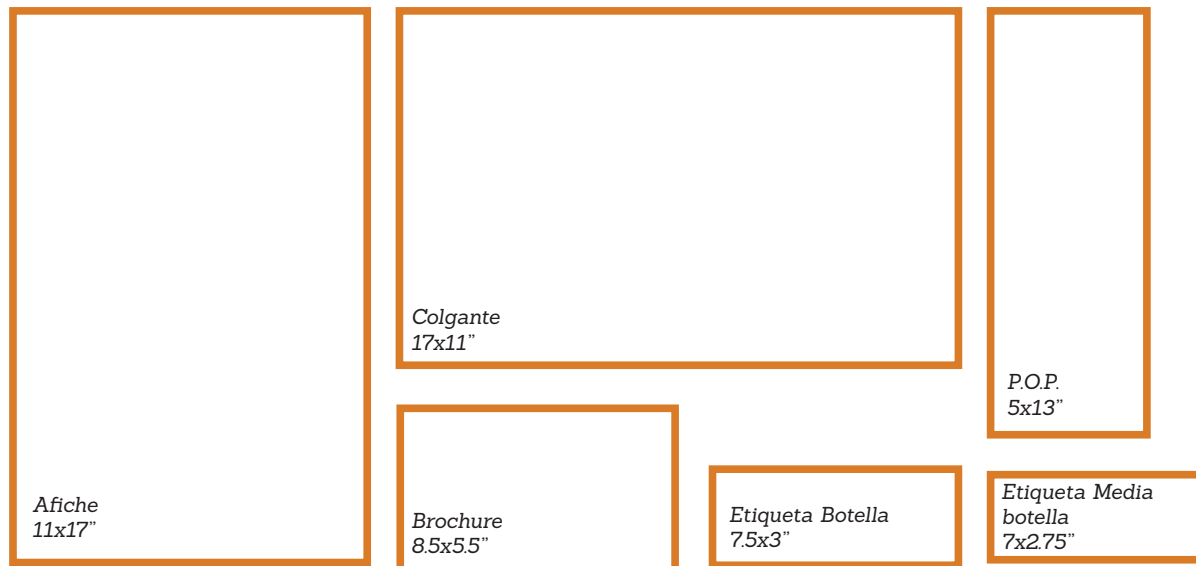 Afiche
11x17”
Colgante
17x11”
P.O.P.
5x13”
Brochure
8.5x5.5”
Etiqueta Botella
7.5x3”
Etiqueta Media
botella
7x2.75”